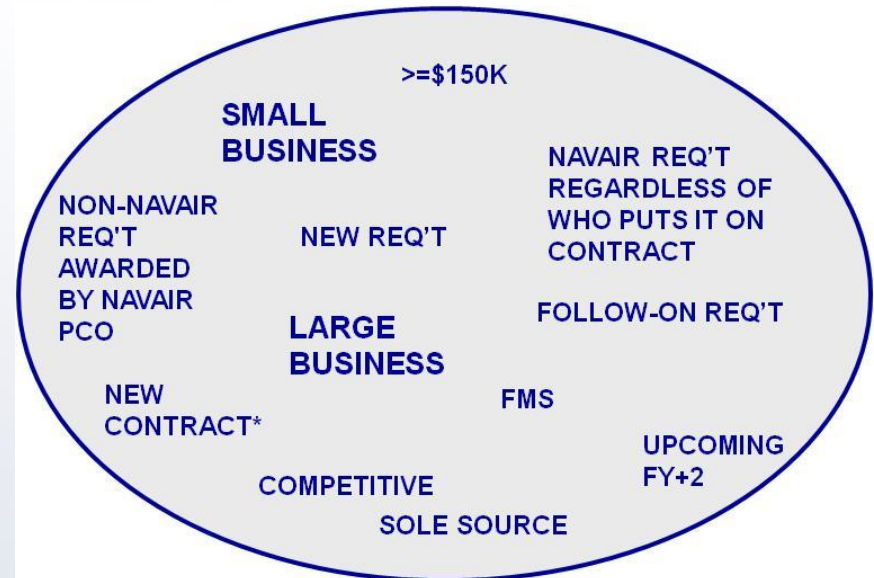 >=$150K
SMALL
BUSINESS
NAVAIR REQ'T
REGARDLESS OF
WHO PUTS IT ON
CONTRACT
NON-NAVAIR
REQ'T
AWARDED
BY NAVAIR
PCO
NEW REQ'T
FOLLOW-ON REQ'T
LARGE
BUSINESS
NEW
CONTRACT*
FMS
UPCOMING
FY+2
COMPETITIVE
SOLE SOURCE